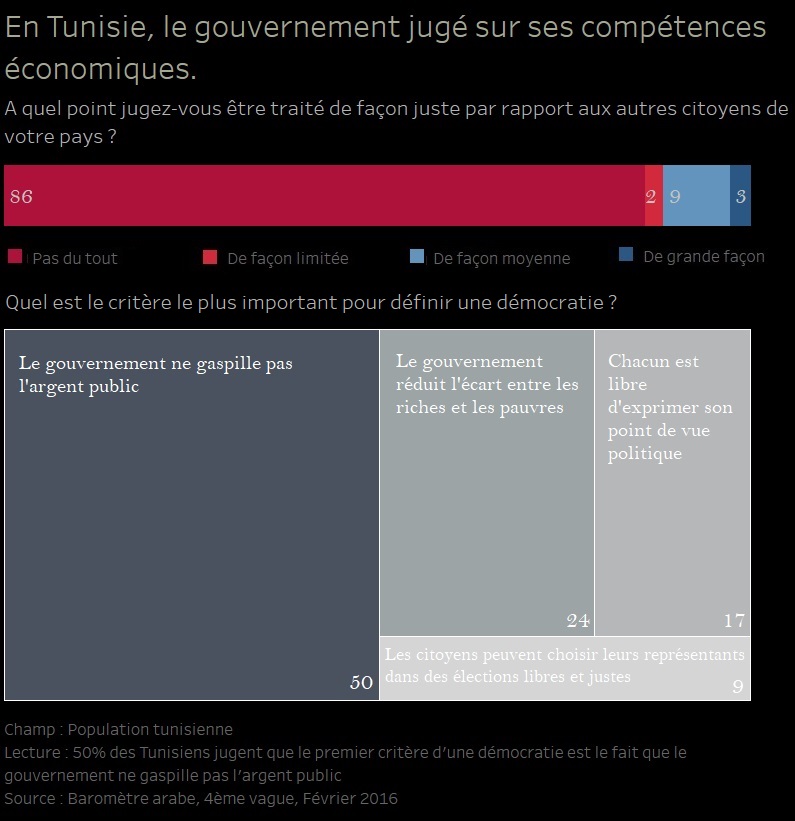 En Tunisie, le gouvernement jugé sur ses compétences
économiques.
A quel point jugez-vous être traité de façon juste par rapport aux autres citoyens de
votre pays ?
86 2 9 3
Pas du tout De façon limitée De façon moyenne De grande façon
Quel est le critère le plus important pour définir une démocratie ?
Le gouvernement ne gaspille pas
l'argent public
50
Le gouvernement
réduit l'écart entre les
riches et les pauvres
24
Chacun est
libre
d'exprimer son
point de vue
politique
17
Les citoyens peuvent choisir leurs représentants
dans des élections libres et justes
9
Champ : Population tunisienne
Lecture : 50% des Tunisiens jugent que le premier critère d’une démocratie est le fait que le
gouvernement ne gaspille pas l’argent public
Source : Baromètre arabe, 4ème vague, Février 2016